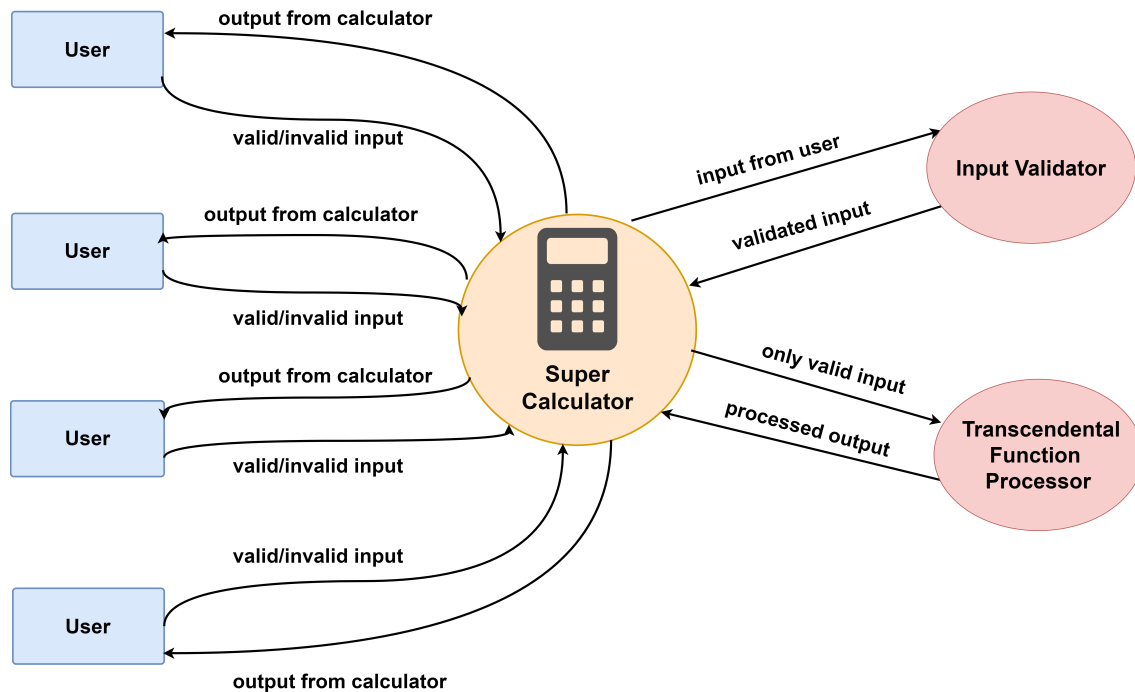 output from calculator
User
valid/invalid input
input from user
Input Validator
output from calculator
User
validated input
valid/invalid input
only valid input
output from calculator
Super
Calculator
processed output
User
Transcendental
Function
Processor
valid/invalid input
valid/invalid input
User
output from calculator